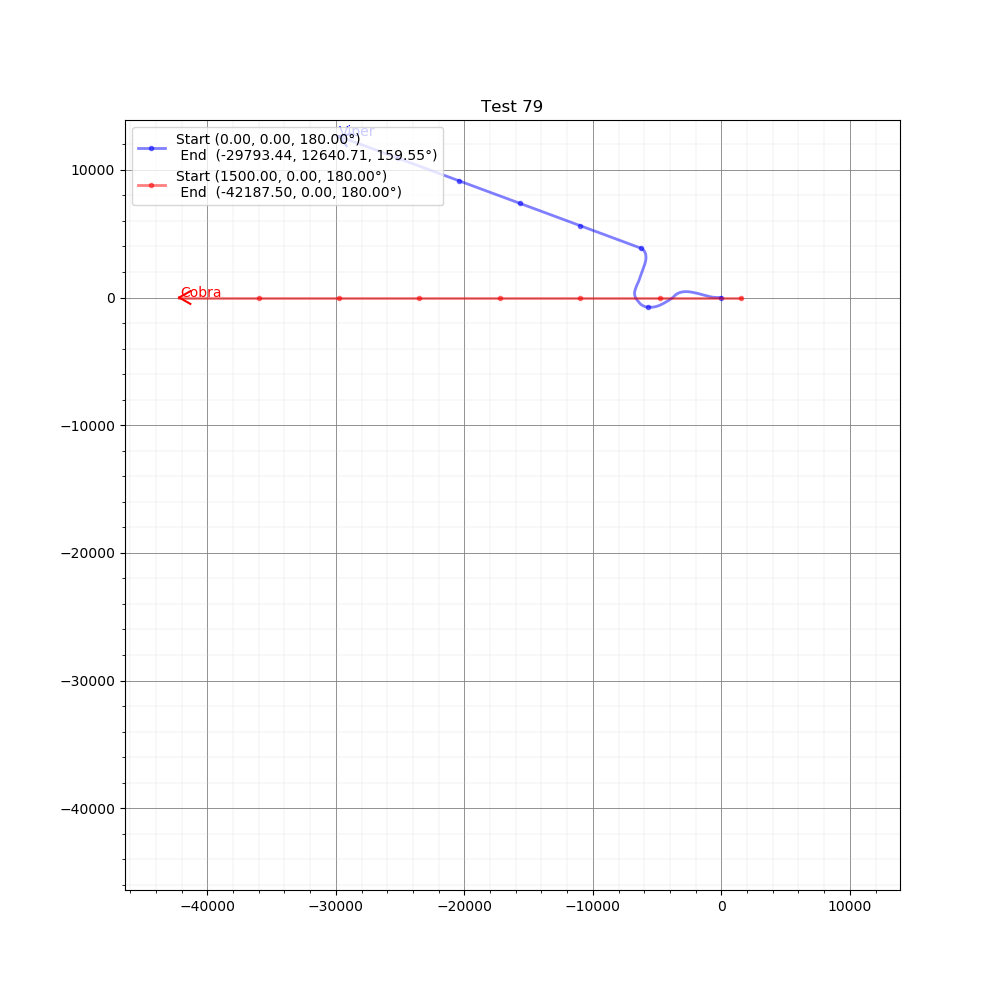 Test 79
Viper
Start (0.00, 0.00, 180.00°)
End (-29793.44, 12640.71, 159.55°)
Start (1500.00, 0.00, 180.00°)
End (-42187.50, 0.00, 180.00°)
Cobra
10000
0
−10000
−20000
−30000
−40000
−40000 −30000 −20000 −10000 0 10000